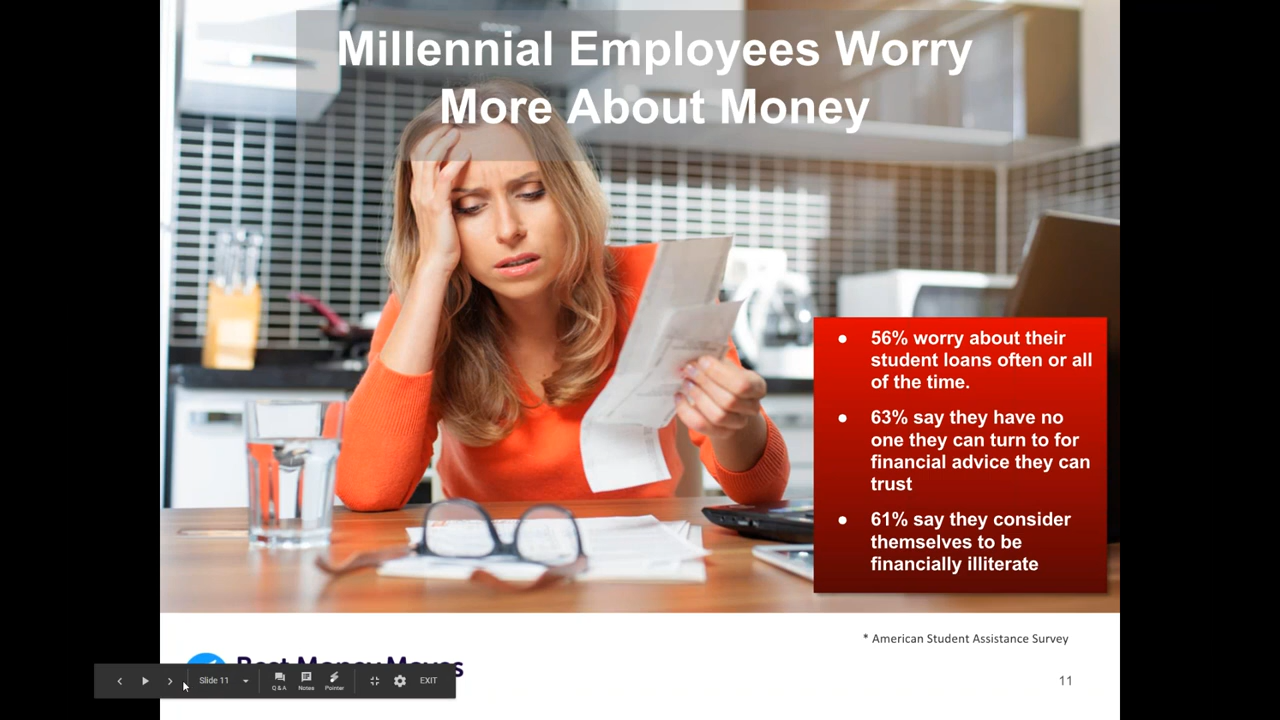 Millennial Employees Worry
More About Money
● 56% worry about their
student loans often or all
of the time.
● 63% say they have no
one they can turn to for
financial advice they can
trust
● 61% say they consider
themselves to be
financially illiterate
* American Student Assistance Survey
Best Money Moves
Slide 11
Q & A
Notes
Pointer
EXIT
11